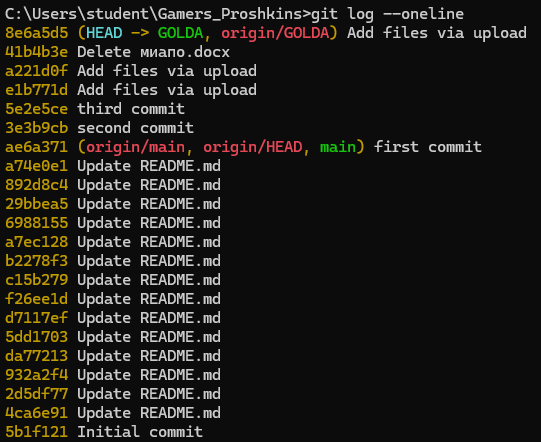 C:\Users\student\Gamers_Proshkins>git log --oneline
8e6a5d5 (HEAD -> GOLDA, origin/GOLDA) Add files via upload
41b4b3e Delete миапо.docx
a221d0f Add files via upload
e1b771d Add files via upload
5e2e5ce third commit
3e3b9cb second commit
ae6a371 (origin/main, origin/HEAD, main) first commit
a74e0e1 Update README.md
892d8c4 Update README.md
29bbea5 Update README.md
6988155 Update README.md
a7ec128 Update README.md
b2278f3 Update README.md
c15b279 Update README.md
f26ee1d Update README.md
d7117ef Update README.md
5dd1703 Update README.md
da77213 Update README.md
932a2f4 Update README.md
2d5df77 Update README.md
4ca6e91 Update README.md
5b1f121 Initial commit